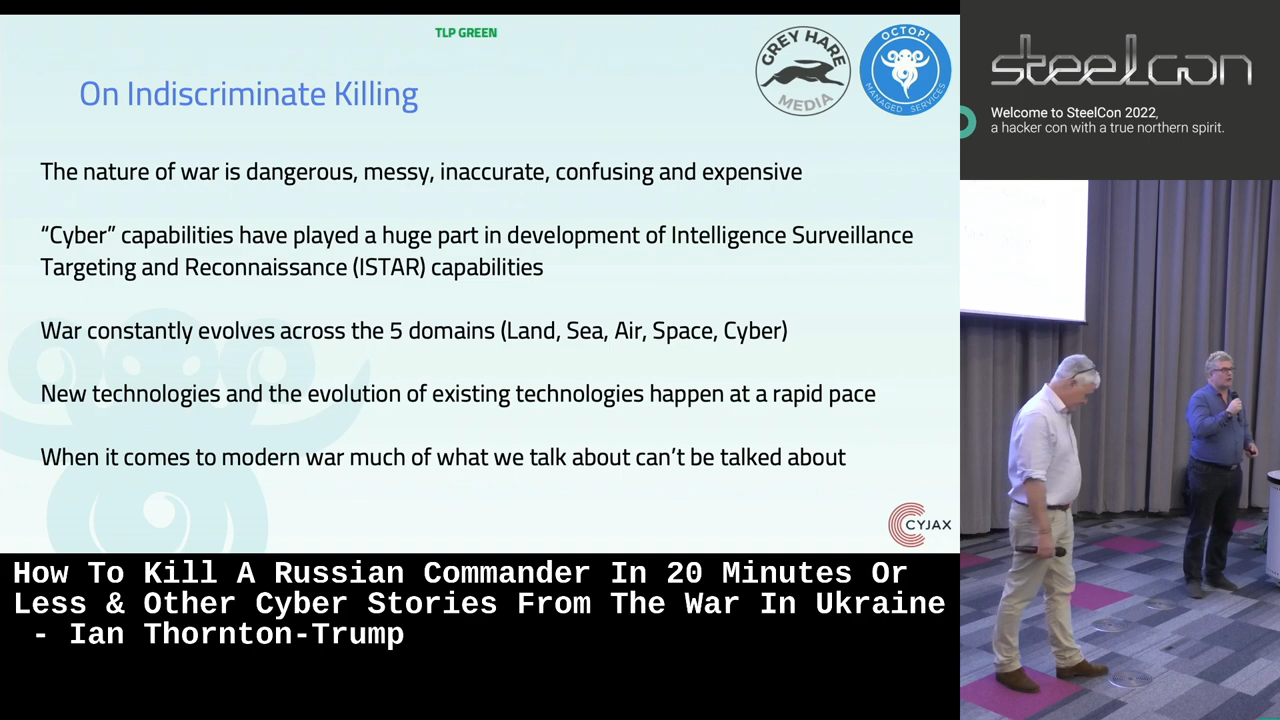 TLP GREEN
GREY HARE
MEDIA
OCTOPI
MANAGED SERVICES
On Indiscriminate Killing
The nature of war is dangerous, messy, inaccurate, confusing and expensive
“Cyber” capabilities have played a huge part in development of Intelligence Surveillance
Targeting and Reconnaissance (ISTAR) capabilities
War constantly evolves across the 5 domains (Land, Sea, Air, Space, Cyber)
New technologies and the evolution of existing technologies happen at a rapid pace
When it comes to modern war much of what we talk about can’t be talked about
CYJAX
How To Kill A Russian Commander In 20 Minutes Or
Less & Other Cyber Stories From The War In Ukraine
- Ian Thornton-Trump
steelcon
Welcome to SteelCon 2022,
a hacker con with a true northern spirit.